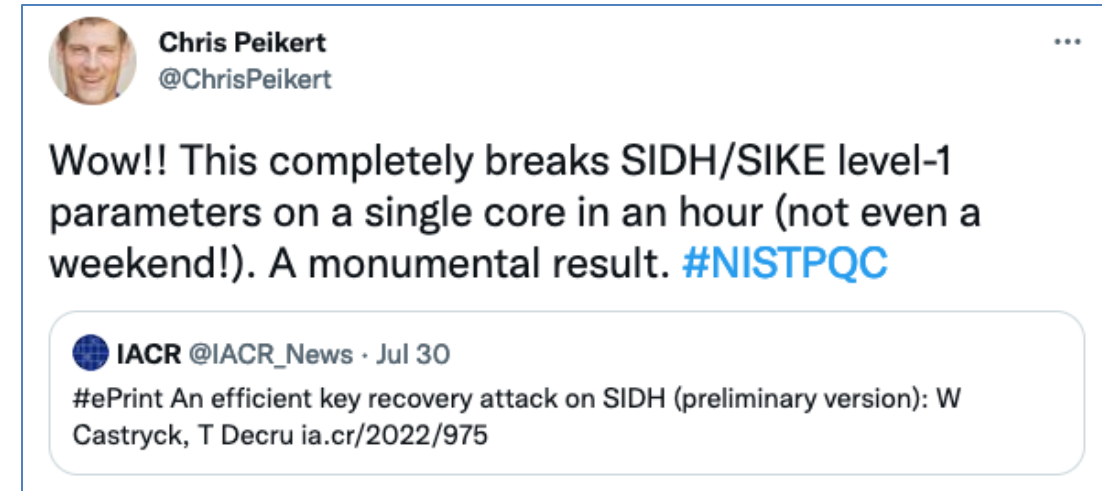 Chris Peikert
@ChrisPeikert
Wow!! This completely breaks SIDH/SIKE level-1
parameters on a single core in an hour (not even a
weekend!). A monumental result. #NISTPQC
IACR @IACR_News · Jul 30
#ePrint An efficient key recovery attack on SIDH (preliminary version): W
Castryck, T Decru ia.cr/2022/975